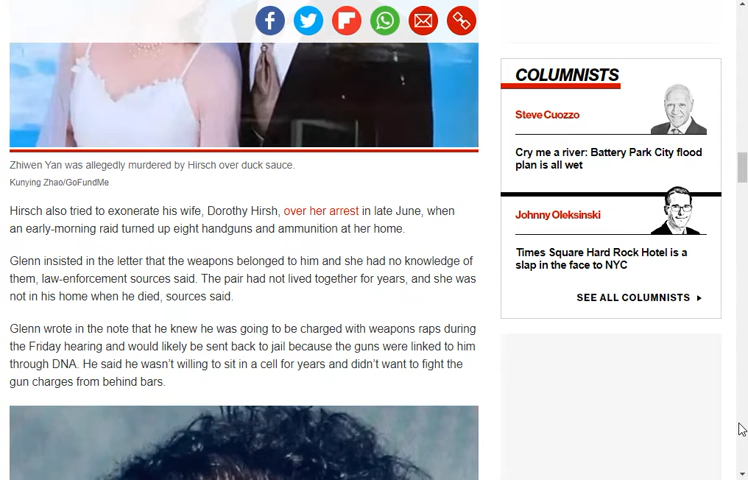 COLUMNISTS
Steve Cuozzo
Cry me a river: Battery Park City flood
plan is all wet
Johnny Oleksinski
Times Square Hard Rock Hotel is a
slap in the face to NYC
SEE ALL COLUMNISTS
Zhiwen Yan was allegedly murdered by Hirsch over duck sauce.
Kunying Zhao/GoFundMe
Hirsch also tried to exonerate his wife, Dorothy Hirsh, over her arrest in late June, when
an early-morning raid turned up eight handguns and ammunition at her home.
Glenn insisted in the letter that the weapons belonged to him and she had no knowledge of
them, law-enforcement sources said. The pair had not lived together for years, and she was
not in his home when he died, sources said.
Glenn wrote in the note that he knew he was going to be charged with weapons raps during
the Friday hearing and would likely be sent back to jail because the guns were linked to him
through DNA. He said he wasn't willing to sit in a cell for years and didn't want to fight the
gun charges from behind bars.